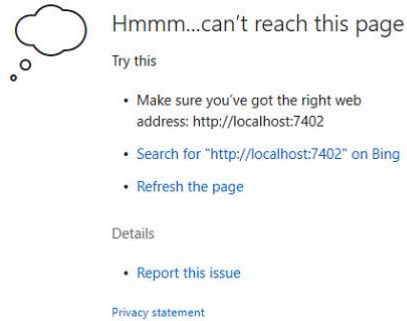 Hmmm...can't reach this page
Try this
• Make sure you've got the right web
address: http://localhost:7402
• Search for "http://localhost:7402" on Bing
• Refresh the page
Details
• Report this issue
Privacy statement